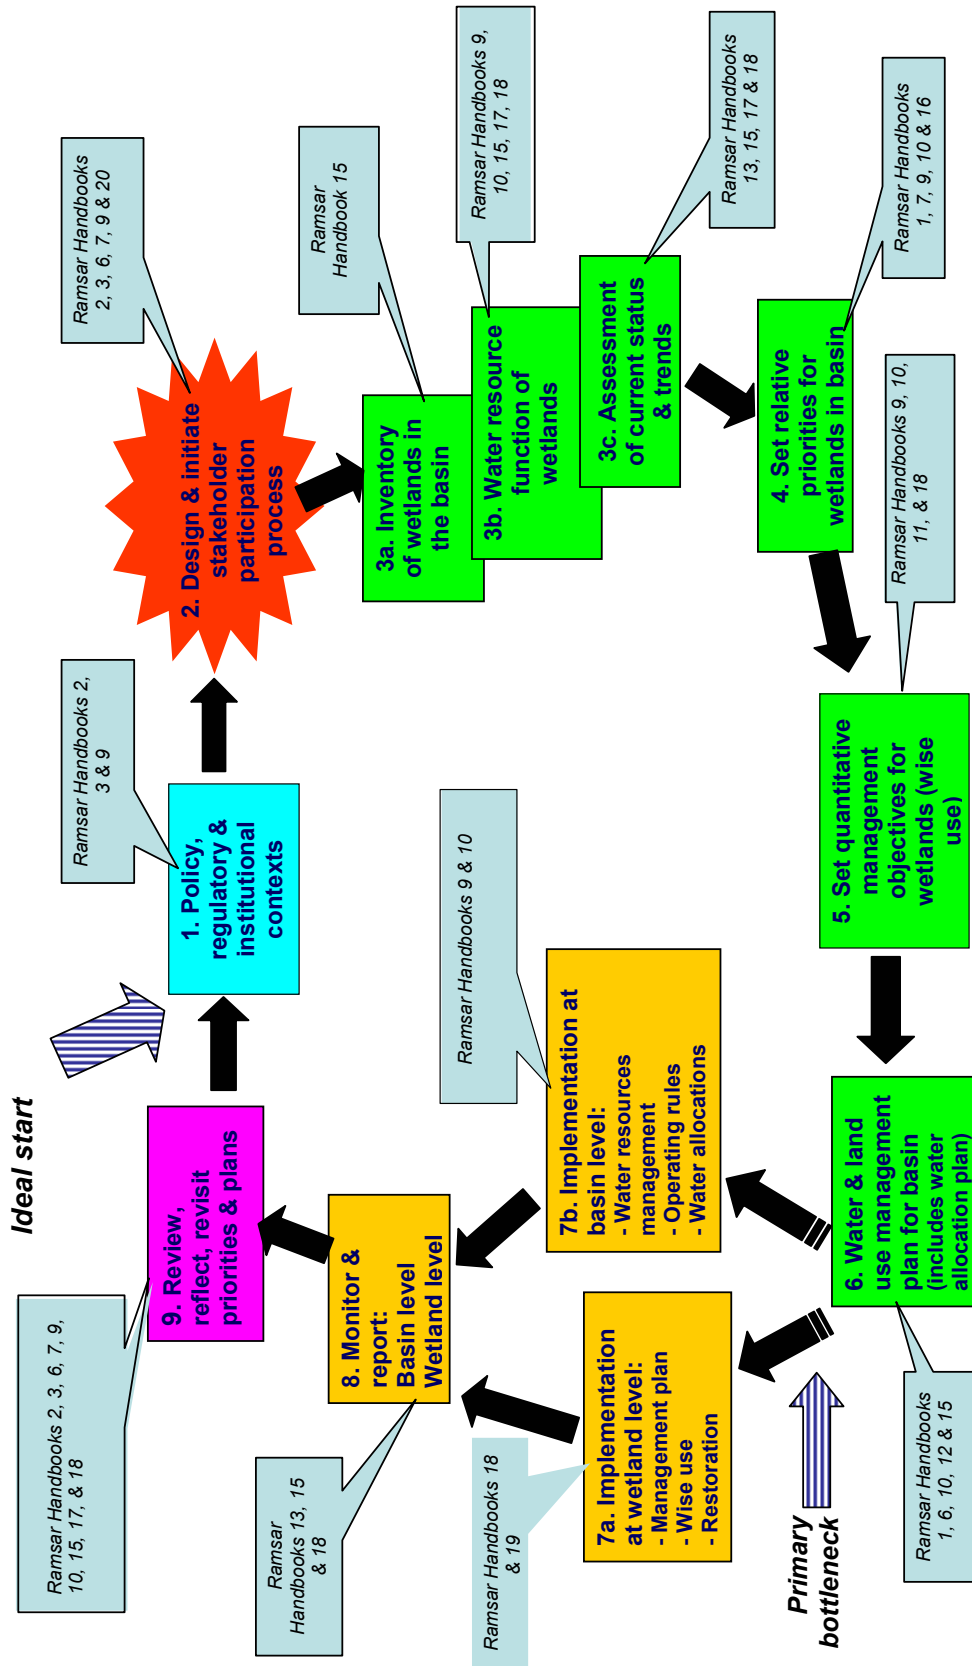 Ideal start
Ramsar Handbooks 2, 3, 6, 7, 9,
10, 15, 17, & 18
9. Review,
reflect, revisit
priorities & plans
Ramsar Handbooks 2,
3 & 9
1. Policy,
regulatory &
institutional
contexts
Ramsar Handbooks
2, 3, 6, 7, 9 & 20
2. Design & initiate
stakeholder
participation
process
Ramsar
Handbook 15
3a. Inventory
of wetlands in
the basin
Ramsar Handbooks 9,
10, 15, 17, 18
3b. Water resource
function of
wetlands
3c. Assessment
of current status
& trends
Ramsar Handbooks
13, 15, 17 & 18
4. Set relative
priorities for
wetlands in basin
Ramsar Handbooks
1, 7, 9, 10 & 16
5. Set quantitative
management
objectives for
wetlands (wise
use)
Ramsar Handbooks 9, 10,
11, & 18
6. Water & land
use management
plan for basin
(includes water
allocation plan)
Ramsar Handbooks
1, 6, 10, 12 & 15
Primary
bottleneck
7a. Implementation
at wetland level:
- Management plan
- Wise use
- Restoration
Ramsar Handbooks 18
& 19
7b. Implementation at
basin level:
- Water resources
management
- Operating rules
- Water allocations
Ramsar Handbooks 9 & 10
8. Monitor &
report:
Basin level
Wetland level
Ramsar
Handbooks 13, 15
& 18